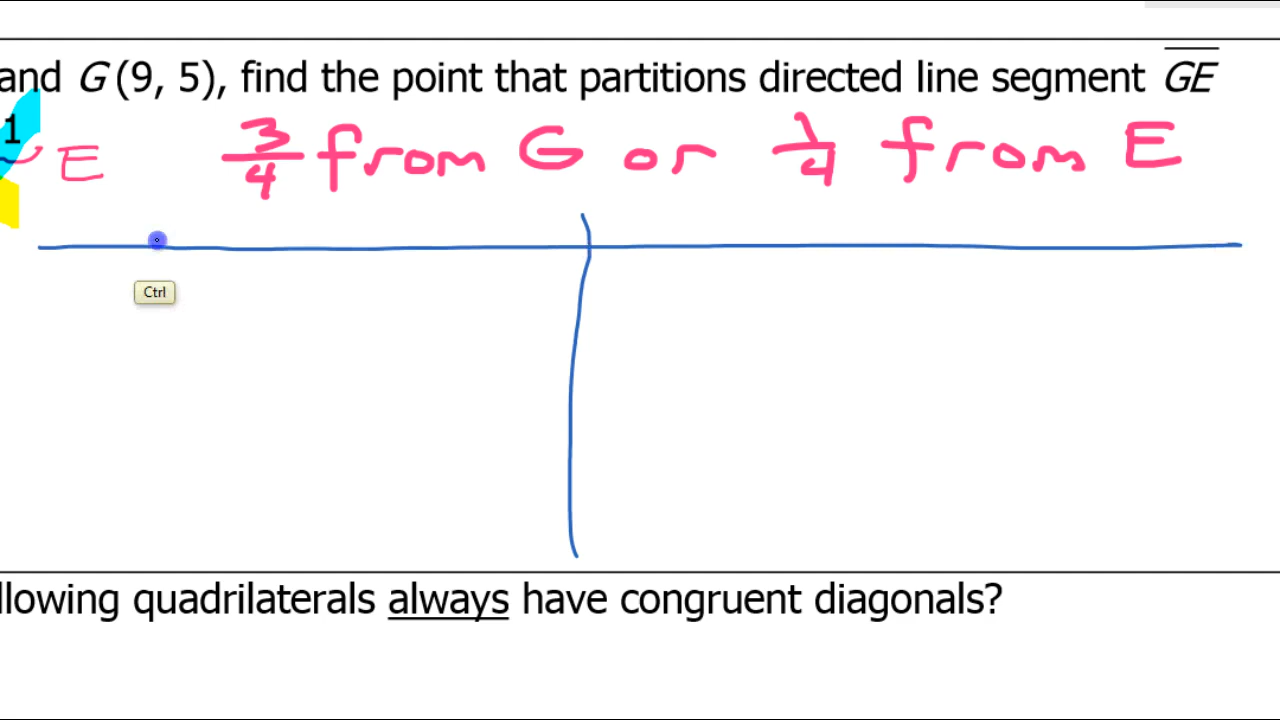 and G (9, 5), find the point that partitions directed line segment GE
1 E 3/4 from G or 1/4 from E
Ctrl
llowing quadrilaterals always have congruent diagonals?